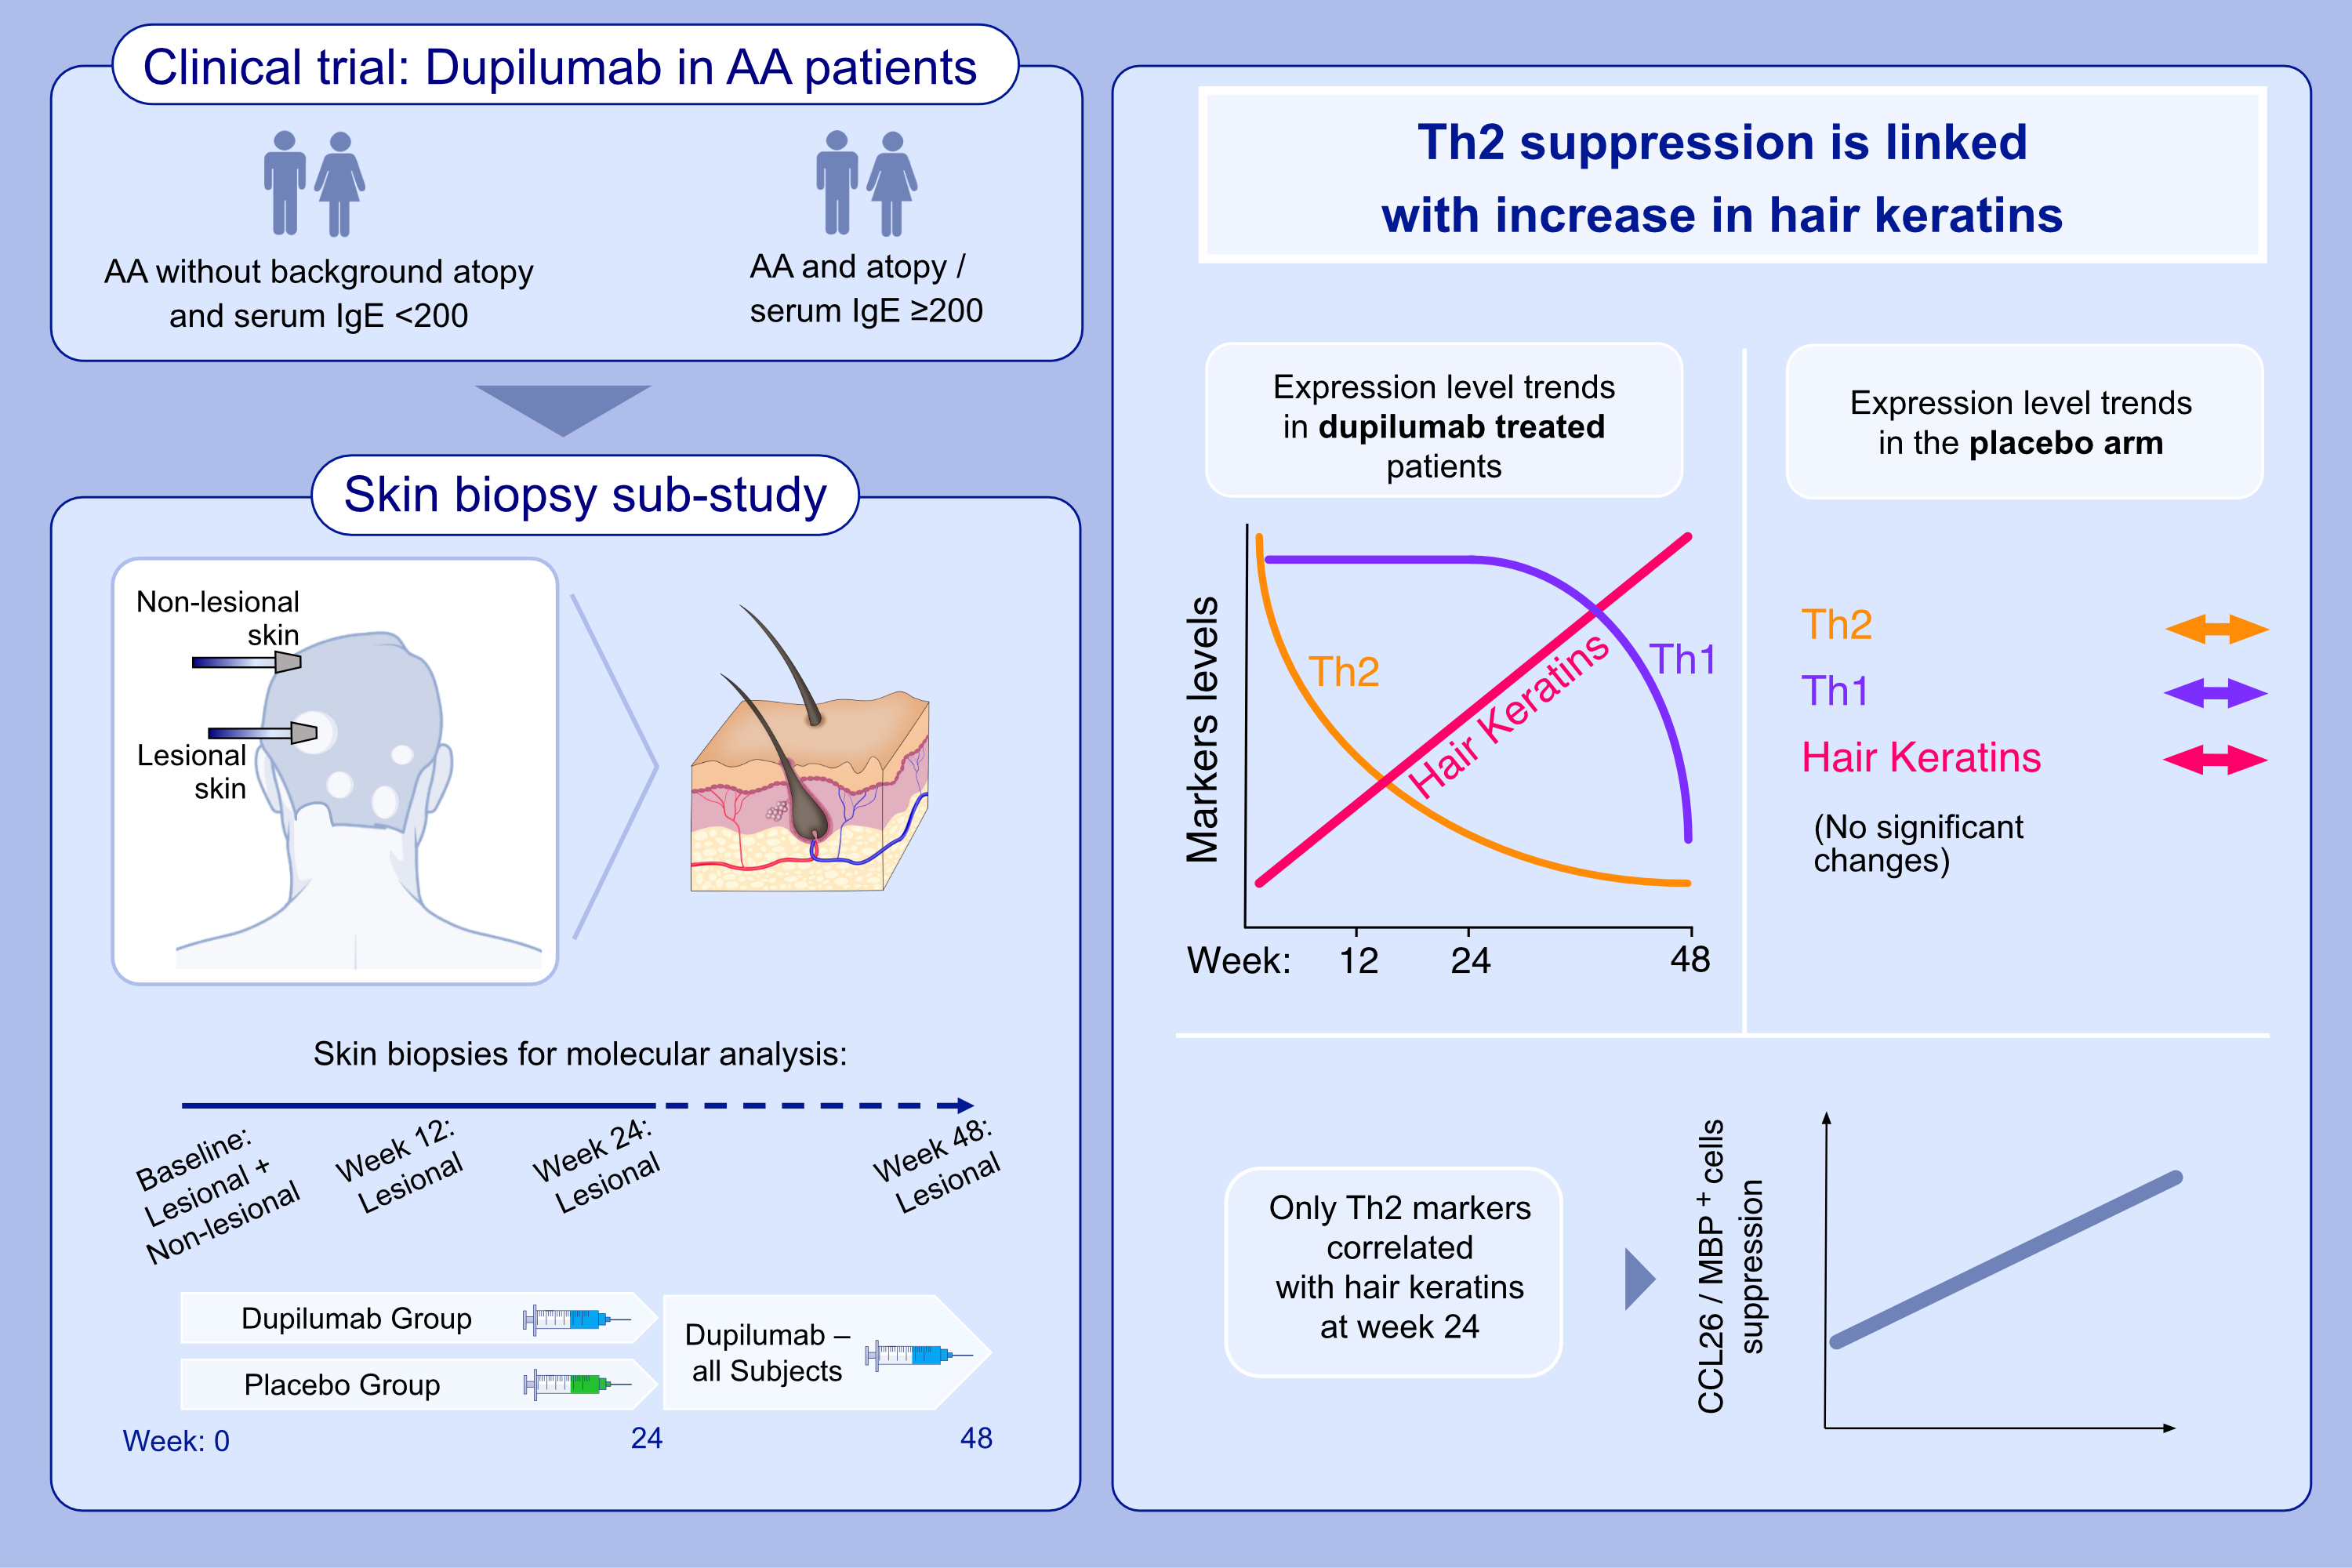 Clinical trial: Dupilumab in AA patients
AA without background atopy
and serum IgE <200
AA and atopy /
serum IgE ≥200
Skin biopsy sub-study
Non-lesional
skin
Lesional
skin
Skin biopsies for molecular analysis:
Baseline:
Lesional +
Non-lesional
Week 12:
Lesional
Week 24:
Lesional
Week 48:
Lesional
Dupilumab Group
Placebo Group
Dupilumab –
all Subjects
Week: 0
24
48
Th2 suppression is linked
with increase in hair keratins
Expression level trends
in dupilumab treated
patients
Markers levels
Th2
Hair Keratins
Th1
Week:
12
24
48
Expression level trends
in the placebo arm
Th2
Th1
Hair Keratins
(No significant
changes)
Only Th2 markers
correlated
with hair keratins
at week 24
CCL26 / MBP⁺ cells
suppression